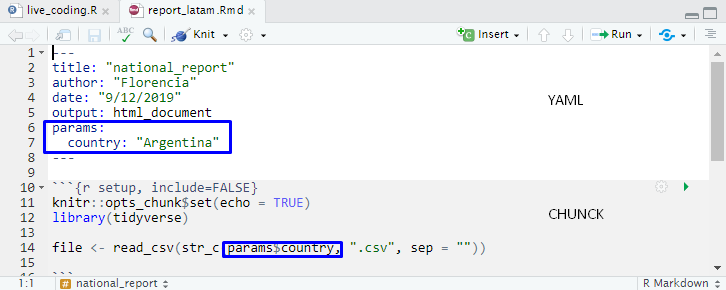 live_coding.R report_latam.Rmd
ABC Knit Insert Run
1 ---
2 title: "national_report"
3 author: "Florencia"
4 date: "9/12/2019"
5 output: html_document
6 params:
7 country: "Argentina"
8 ---
9
YAML
10 ```{r setup, include=FALSE}
11 knitr::opts_chunk$set(echo = TRUE)
12 library(tidyverse)
13
14 file <- read_csv(str_c params$country, ".csv", sep = ""))
15
16 ```
CHUNCK
1:1 # national_report R Markdown